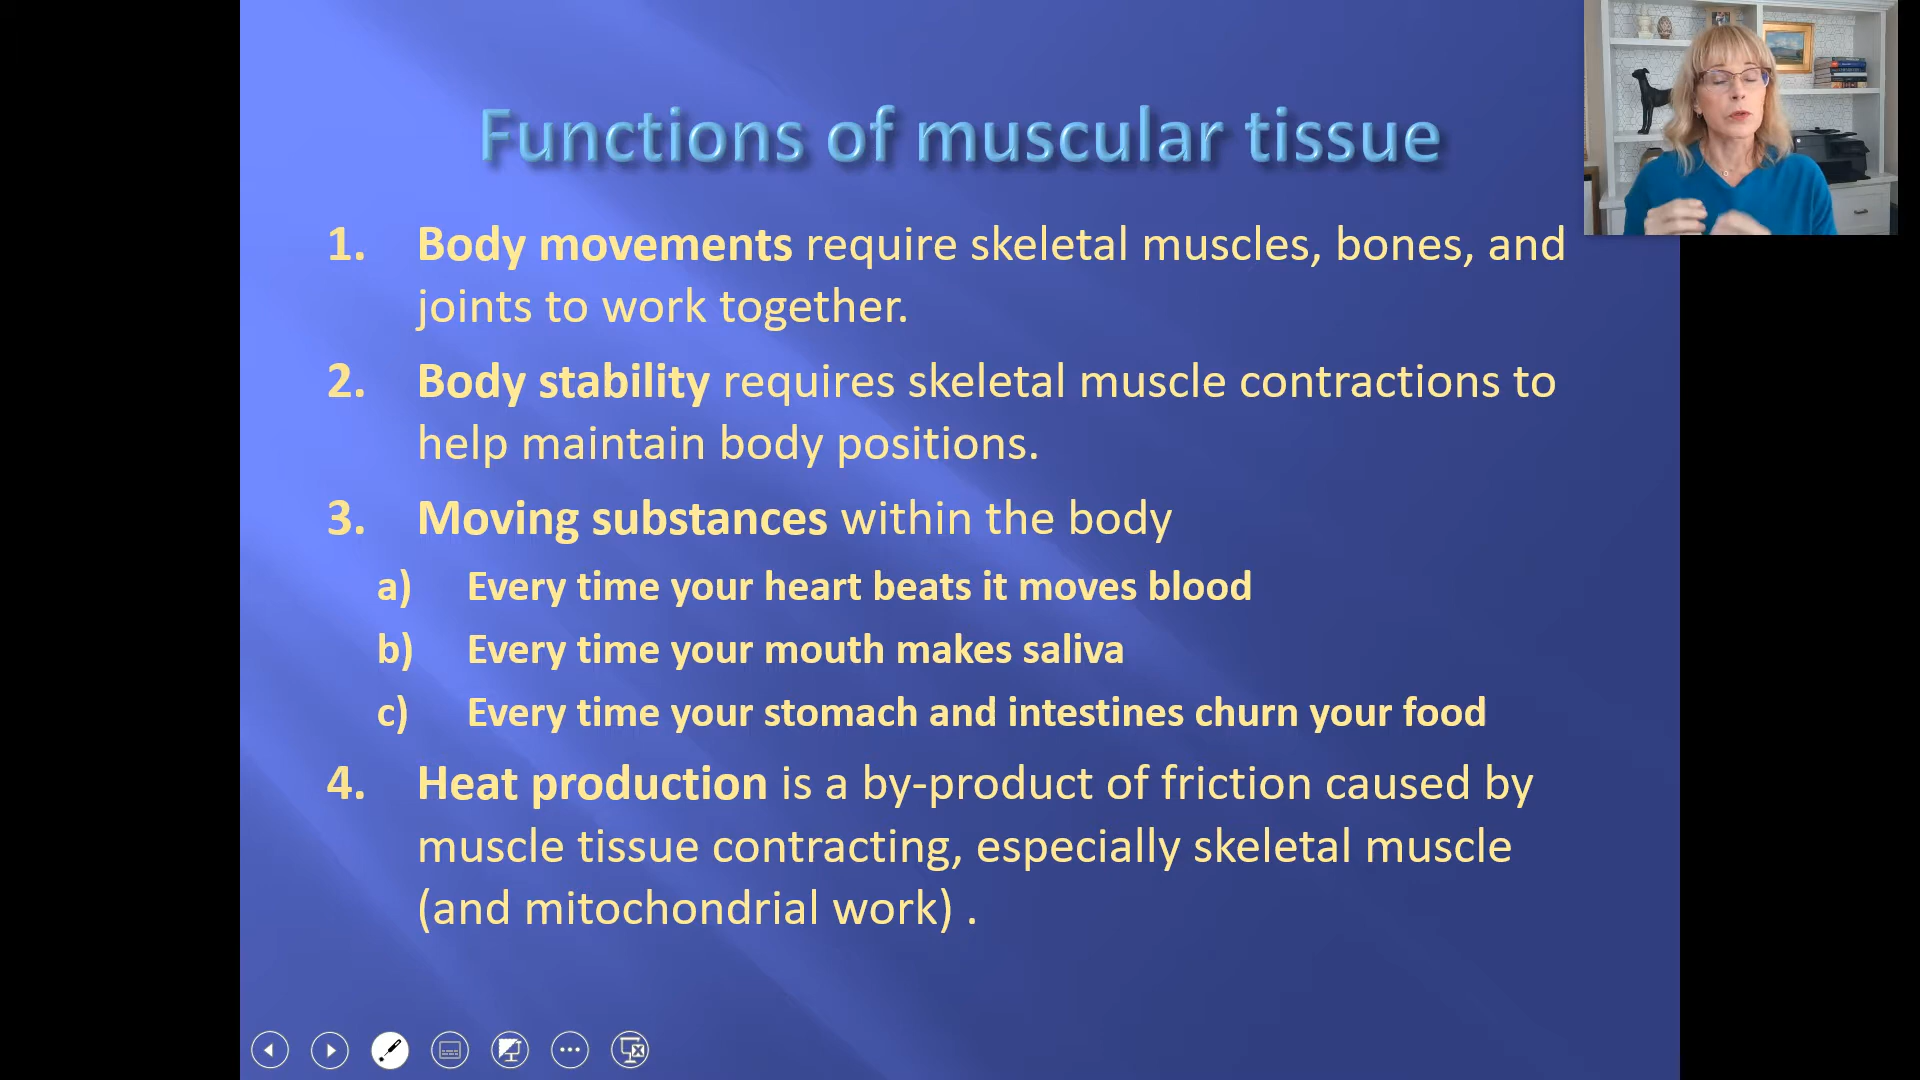 Functions of muscular tissue
1. Body movements require skeletal muscles, bones, and
joints to work together.
2. Body stability requires skeletal muscle contractions to
help maintain body positions.
3. Moving substances within the body
a) Every time your heart beats it moves blood
b) Every time your mouth makes saliva
c) Every time your stomach and intestines churn your food
4. Heat production is a by-product of friction caused by
muscle tissue contracting, especially skeletal muscle
(and mitochondrial work) .